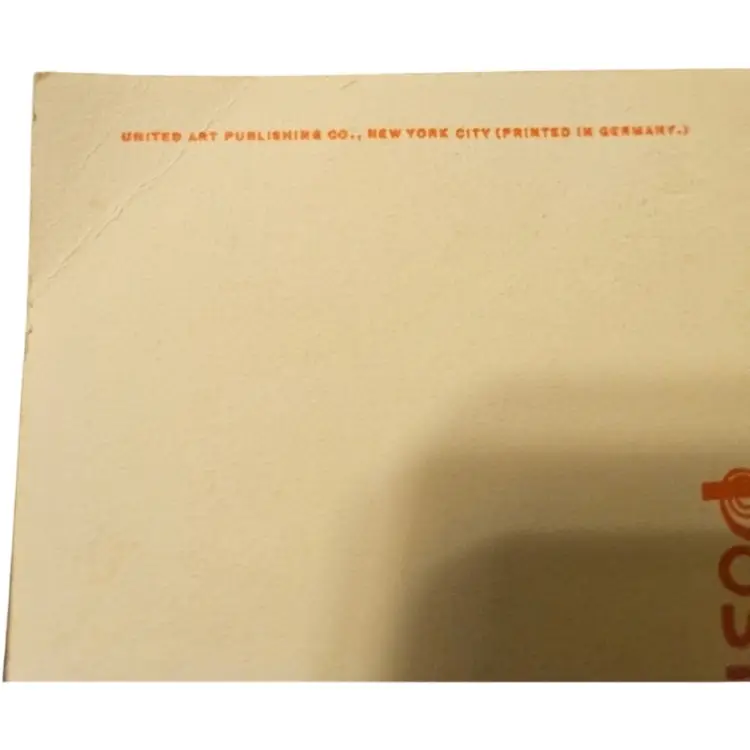 UNITED ART PUBLISHING CO., NEW YORK CITY (PRINTED IN GERMANY.)
POST